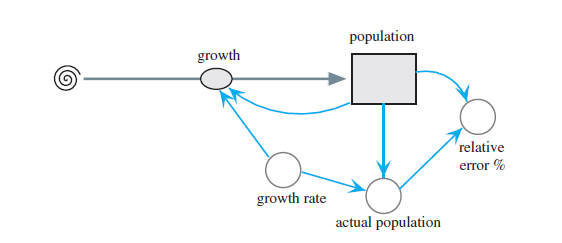 population
growth
relative
error %
growth rate
actual population